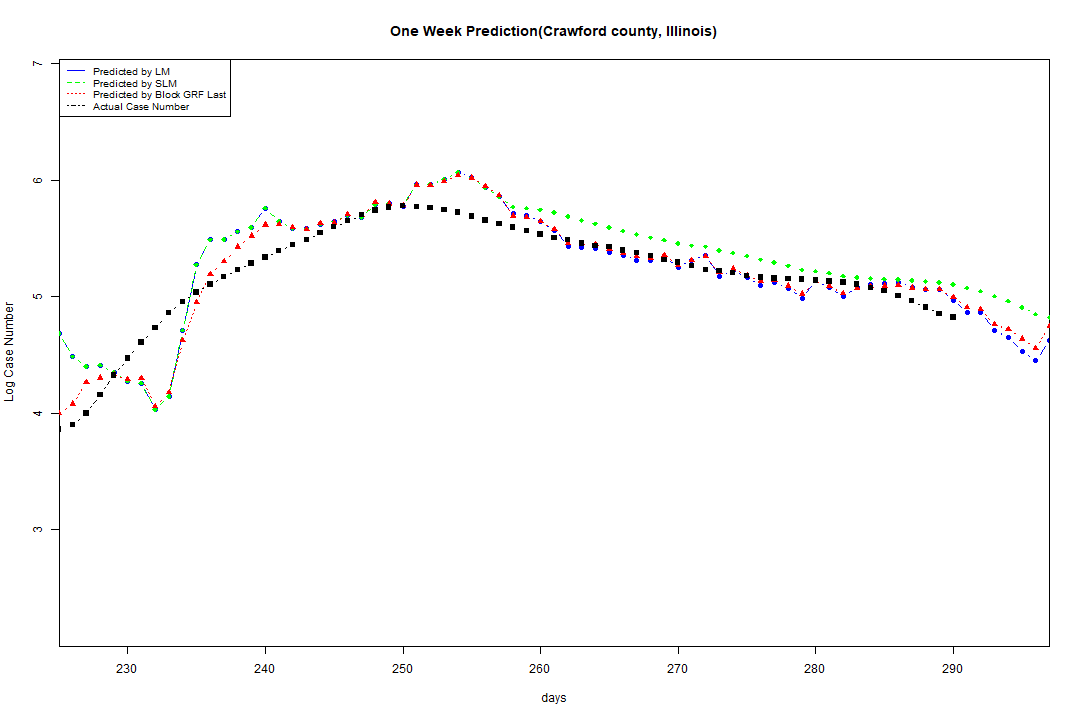 One Week Prediction(Crawford county, Illinois)
7
Predicted by LM
Predicted by SLM
Predicted by Block GRF Last
Actual Case Number
6
5
4
3
Log Case Number
230 240 250 260 270 280 290
days